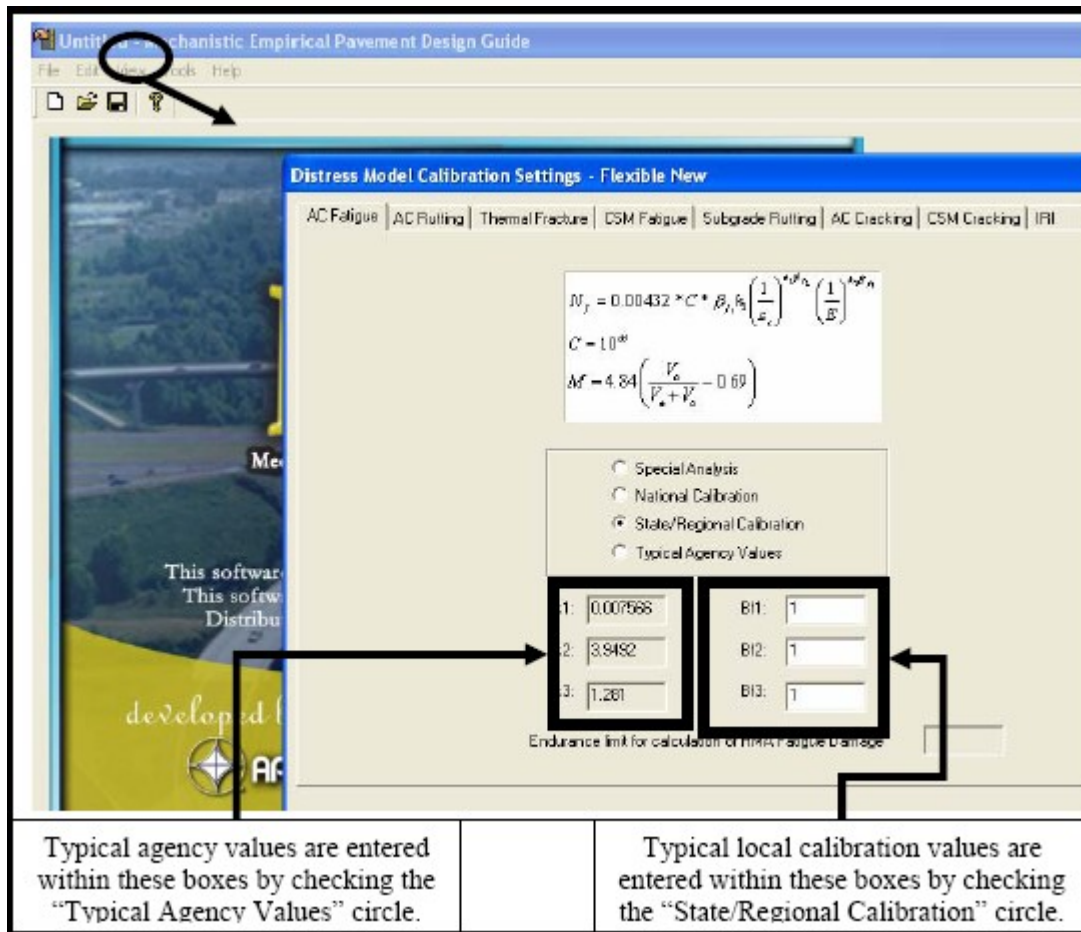 Mechanistic Empirical Pavement Design Guide
File Edit View Tools Help
Distress Model Calibration Settings - Flexible New
AC Fatigue AC Rutting Thermal Fracture CSM Fatigue Subgrade Rutting AC Cracking CSM Cracking IRI
C = 10^M
Special Analysis
National Calibration
State/Regional Calibration
Typical Agency Values
This software
This softw
Distribu
developed b
1: 0.007566 Bf1: 1
2: 3.9492 Bf2: 1
3: 1.281 Bf3: 1
Endurance limit for calculation of HMA Fatigue Damage
Typical agency values are entered
within these boxes by checking the
“Typical Agency Values” circle.
Typical local calibration values are
entered within these boxes by checking
the “State/Regional Calibration” circle.